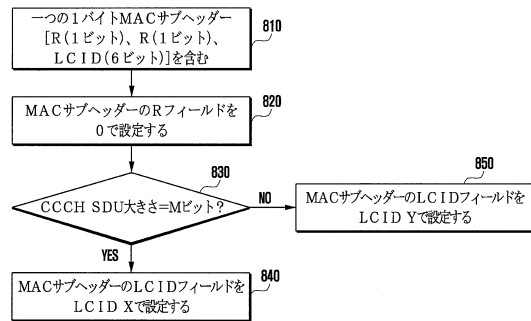 一つの1バイトMACサブヘッダー
[R(1ビット)、R(1ビット)、
LCID(6ビット)]を含む
810
MACサブヘッダーのRフィールドを
0で設定する
820
CCCH SDU大きさ=Mビット?
830
NO
MACサブヘッダーのLCIDフィールドを
LCID Yで設定する
850
YES
MACサブヘッダーのLCIDフィールドを
LCID Xで設定する
840